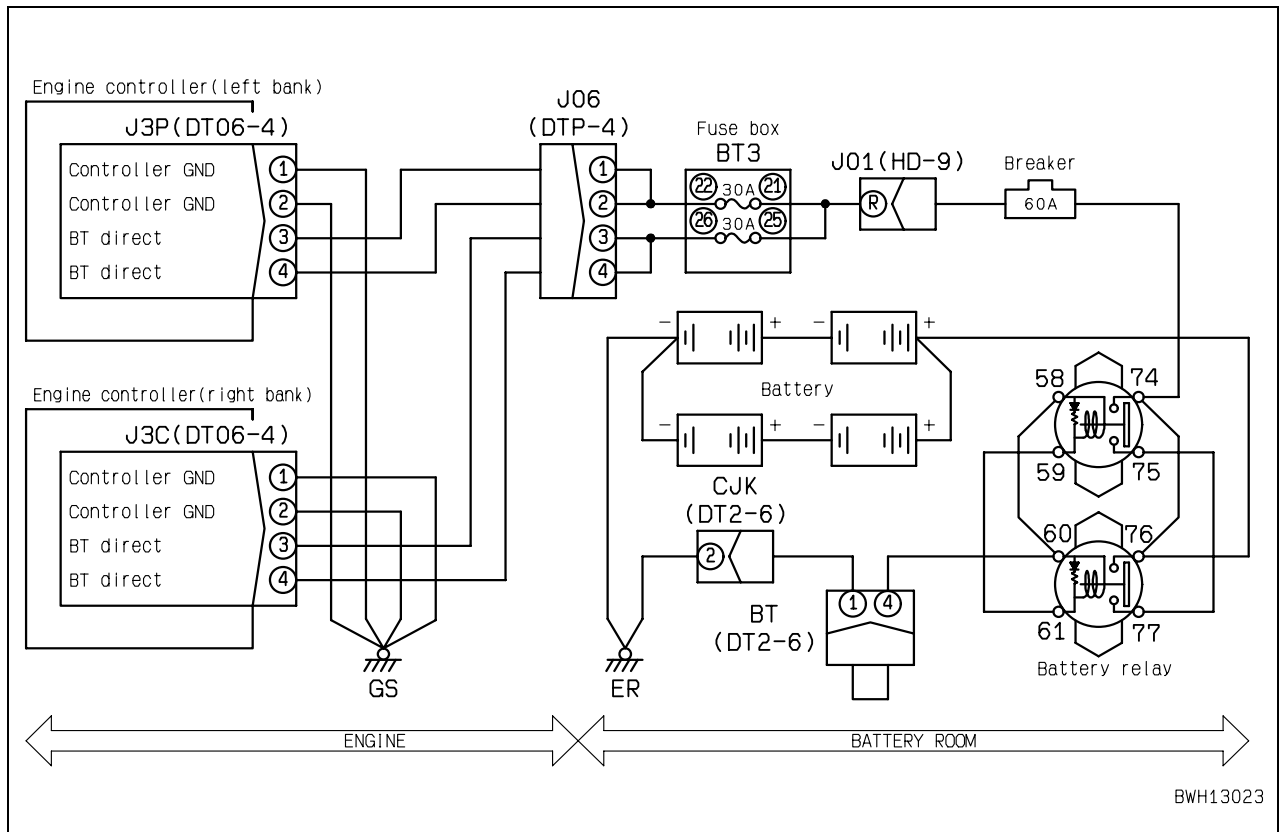 Engine controller(left bank)
J3P(DT06-4)
Controller GND 1
Controller GND 2
BT direct 3
BT direct 4
J06
(DTP-4)
1
2
3
4
Fuse box
BT3
22 30A 21
26 30A 25
J01(HD-9)
R
Breaker
60A
Engine controller(right bank)
J3C(DT06-4)
Controller GND 1
Controller GND 2
BT direct 3
BT direct 4
GS
- + - +
Battery
- + - +
CJK
(DT2-6)
2
ER
BT
(DT2-6)
1 4
58 74
59 75
60 76
61 77
Battery relay
ENGINE
BATTERY ROOM
BWH13023